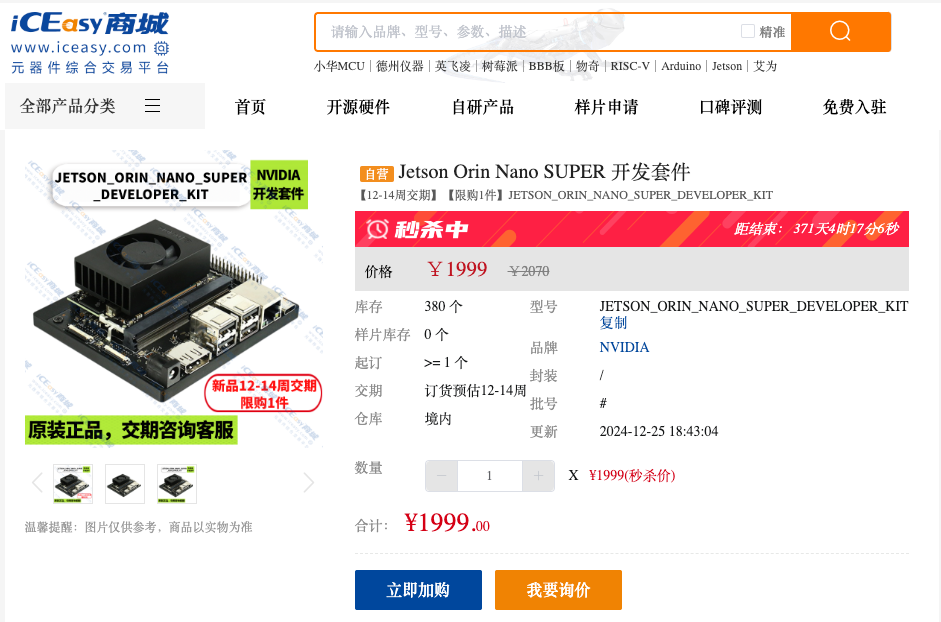 iCEasy商城
www.iceasy.com
元器件综合交易平台
请输入品牌、型号、参数、描述
精准
小华MCU | 德州仪器 | 英飞凌 | 树莓派 | BBB板 | 物奇 | RISC-V | Arduino | Jetson | 艾为
全部产品分类
首页 开源硬件 自研产品 样片申请 口碑评测 免费入驻
JETSON_ORIN_NANO_SUPER
_DEVELOPER_KIT
NVIDIA
开发套件
新品12-14周交期
限购1件
原装正品，交期咨询客服
温馨提醒：图片仅供参考，商品以实物为准
自营 Jetson Orin Nano SUPER 开发套件
【12-14周交期】【限购1件】JETSON_ORIN_NANO_SUPER_DEVELOPER_KIT
秒杀中 距结束： 371天4时17分6秒
价格 ￥1999 ￥2070
库存 380 个
样片库存 0 个
起订 >= 1 个
交期 订货预估12-14周
仓库 境内
型号 JETSON_ORIN_NANO_SUPER_DEVELOPER_KIT
复制
品牌 NVIDIA
封装 /
批号 #
更新 2024-12-25 18:43:04
数量 － 1 + X ¥1999(秒杀价)
合计： ¥1999.00
立即加购 我要询价